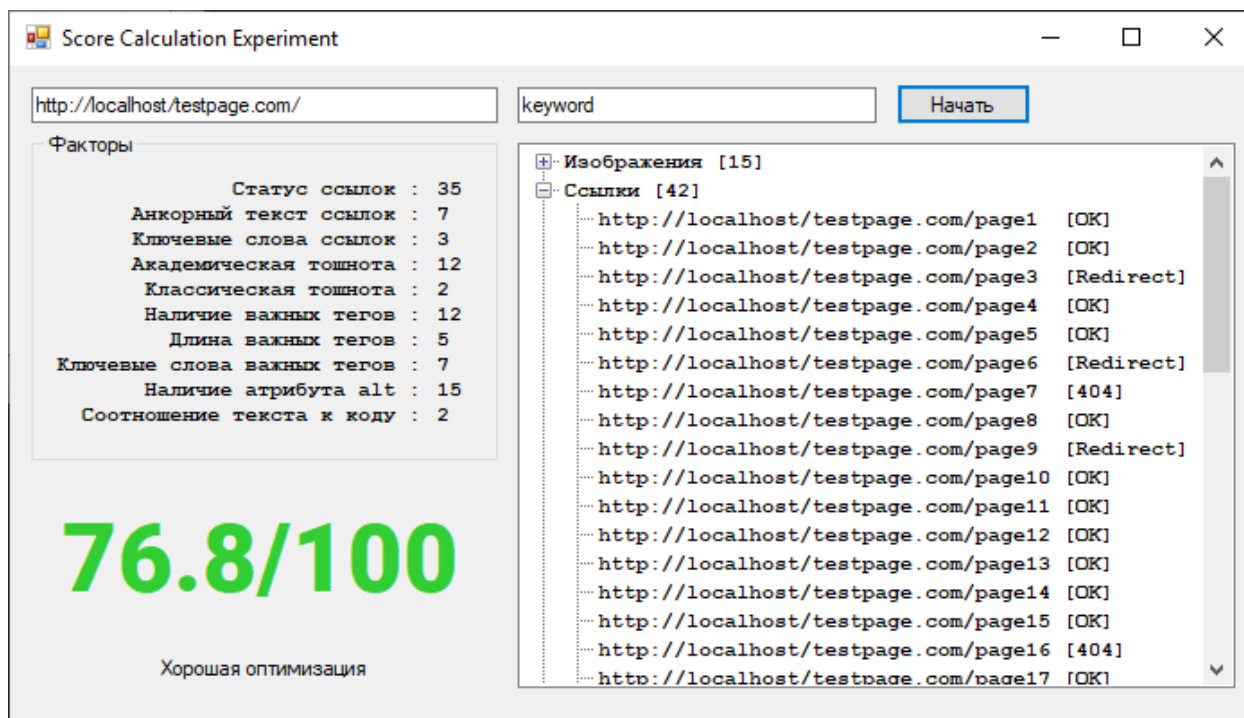 Score Calculation Experiment
http://localhost/testpage.com/
keyword
Начать
Факторы
Статус ссылок : 35
Анкорный текст ссылок : 7
Ключевые слова ссылок : 3
Академическая тошнота : 12
Классическая тошнота : 2
Наличие важных тегов : 12
Длина важных тегов : 5
Ключевые слова важных тегов : 7
Наличие атрибута alt : 15
Соотношение текста к коду : 2
76.8/100
Хорошая оптимизация
Изображения [15]
Ссылки [42]
http://localhost/testpage.com/page1 [OK]
http://localhost/testpage.com/page2 [OK]
http://localhost/testpage.com/page3 [Redirect]
http://localhost/testpage.com/page4 [OK]
http://localhost/testpage.com/page5 [OK]
http://localhost/testpage.com/page6 [Redirect]
http://localhost/testpage.com/page7 [404]
http://localhost/testpage.com/page8 [OK]
http://localhost/testpage.com/page9 [Redirect]
http://localhost/testpage.com/page10 [OK]
http://localhost/testpage.com/page11 [OK]
http://localhost/testpage.com/page12 [OK]
http://localhost/testpage.com/page13 [OK]
http://localhost/testpage.com/page14 [OK]
http://localhost/testpage.com/page15 [OK]
http://localhost/testpage.com/page16 [404]
http://localhost/testpage.com/page17 [OK]